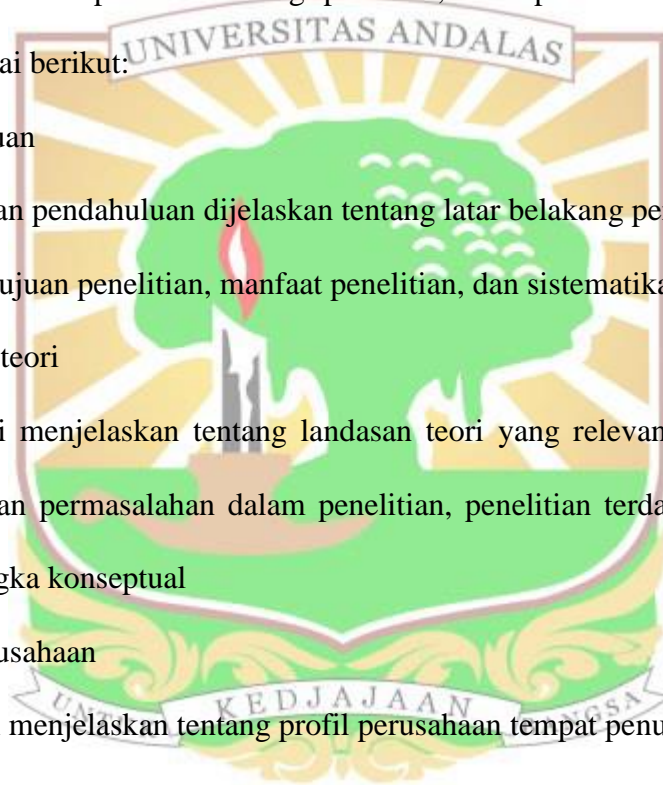 UNIVERSITAS ANDALAS
ai berikut:
uan
an pendahuluan dijelaskan tentang latar belakang pe
ujuan penelitian, manfaat penelitian, dan sistematika
teori
i menjelaskan tentang landasan teori yang relevan
an permasalahan dalam penelitian, penelitian terda
gka konseptual
usahaan
menjelaskan tentang profil perusahaan tempat penu
UNTUK KEDJAJAAN BANGSA